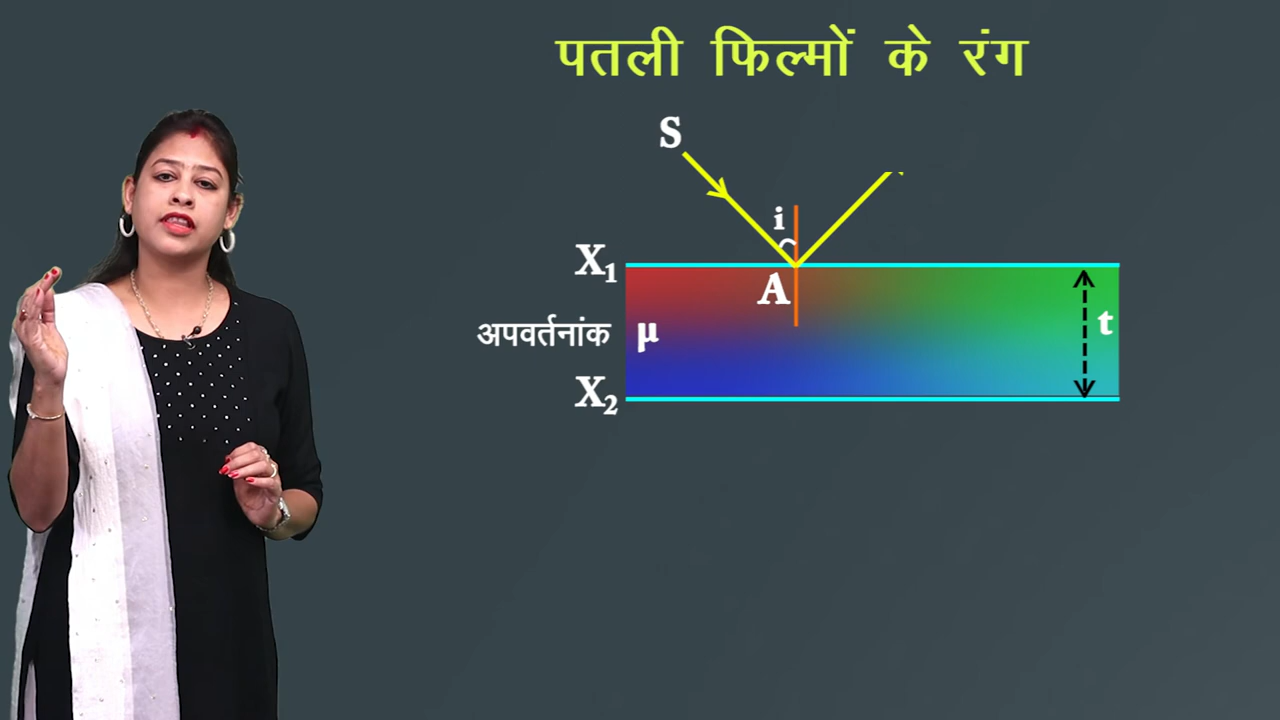 पतली फिल्मों के रंग
S
i
X₁
A
अपवर्तनांक μ
t
X₂